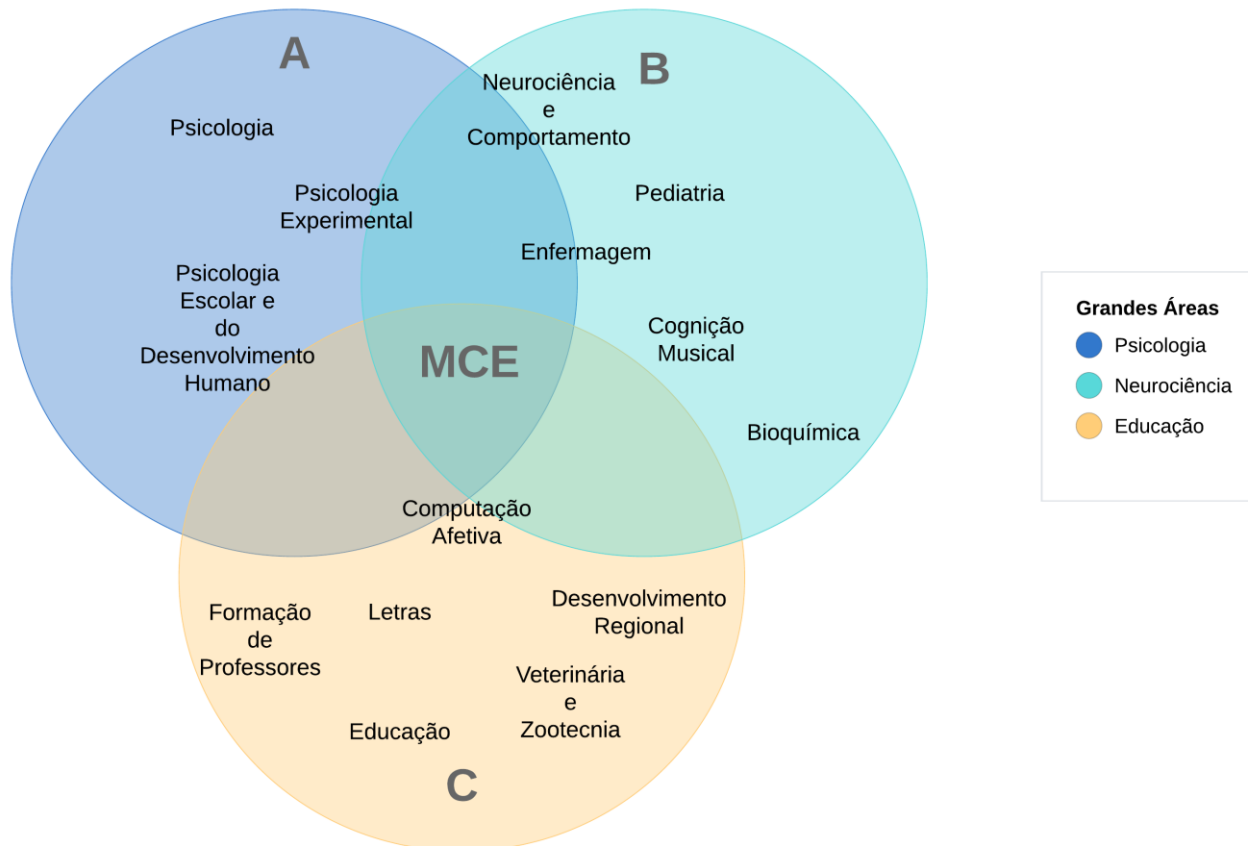 A
B
Neurociência
e
Comportamento
Psicologia
Psicologia
Experimental
Pediatria
Enfermagem
Psicologia
Escolar e
do
Desenvolvimento
Humano
Cognição
Musical
MCE
Bioquímica
Computação
Afetiva
Formação
de
Professores
Letras
Desenvolvimento
Regional
Veterinária
e
Zootecnia
Educação
C
Grandes Áreas
Psicologia
Neurociência
Educação